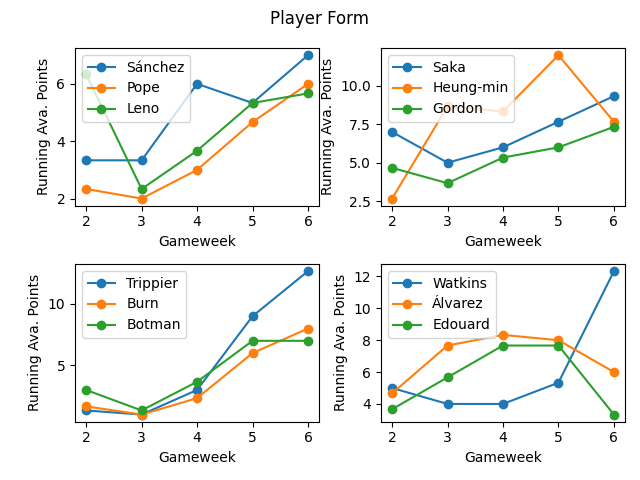 Player Form
Running Ava. Points
6
4
2
Sánchez
Pope
Leno
2 3 4 5 6
Gameweek
Running Ava. Points
10.0
7.5
5.0
2.5
Saka
Heung-min
Gordon
2 3 4 5 6
Gameweek
Running Ava. Points
10
5
Trippier
Burn
Botman
2 3 4 5 6
Gameweek
Running Ava. Points
12
10
8
6
4
Watkins
Álvarez
Edouard
2 3 4 5 6
Gameweek